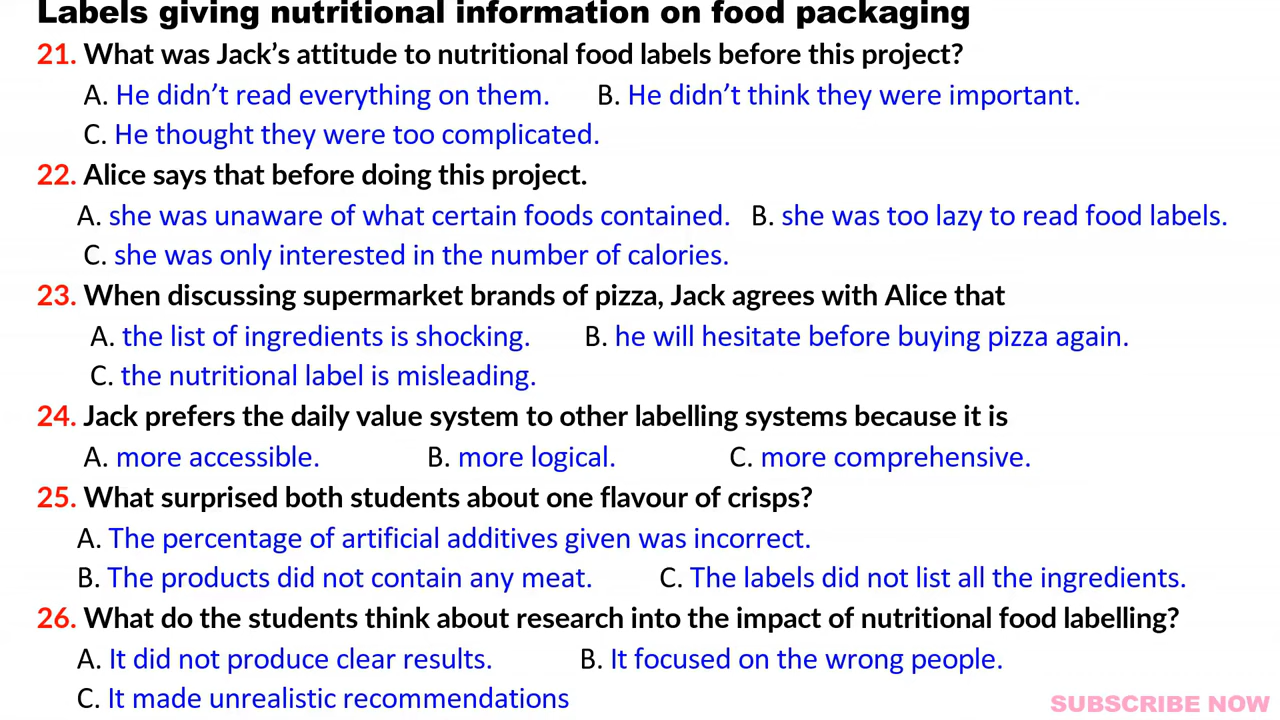 Labels giving nutritional information on food packaging
21. What was Jack's attitude to nutritional food labels before this project?
A. He didn't read everything on them. B. He didn't think they were important.
C. He thought they were too complicated.
22. Alice says that before doing this project.
A. she was unaware of what certain foods contained. B. she was too lazy to read food labels.
C. she was only interested in the number of calories.
23. When discussing supermarket brands of pizza, Jack agrees with Alice that
A. the list of ingredients is shocking. B. he will hesitate before buying pizza again.
C. the nutritional label is misleading.
24. Jack prefers the daily value system to other labelling systems because it is
A. more accessible. B. more logical. C. more comprehensive.
25. What surprised both students about one flavour of crisps?
A. The percentage of artificial additives given was incorrect.
B. The products did not contain any meat. C. The labels did not list all the ingredients.
26. What do the students think about research into the impact of nutritional food labelling?
A. It did not produce clear results. B. It focused on the wrong people.
C. It made unrealistic recommendations
SUBSCRIBE NOW